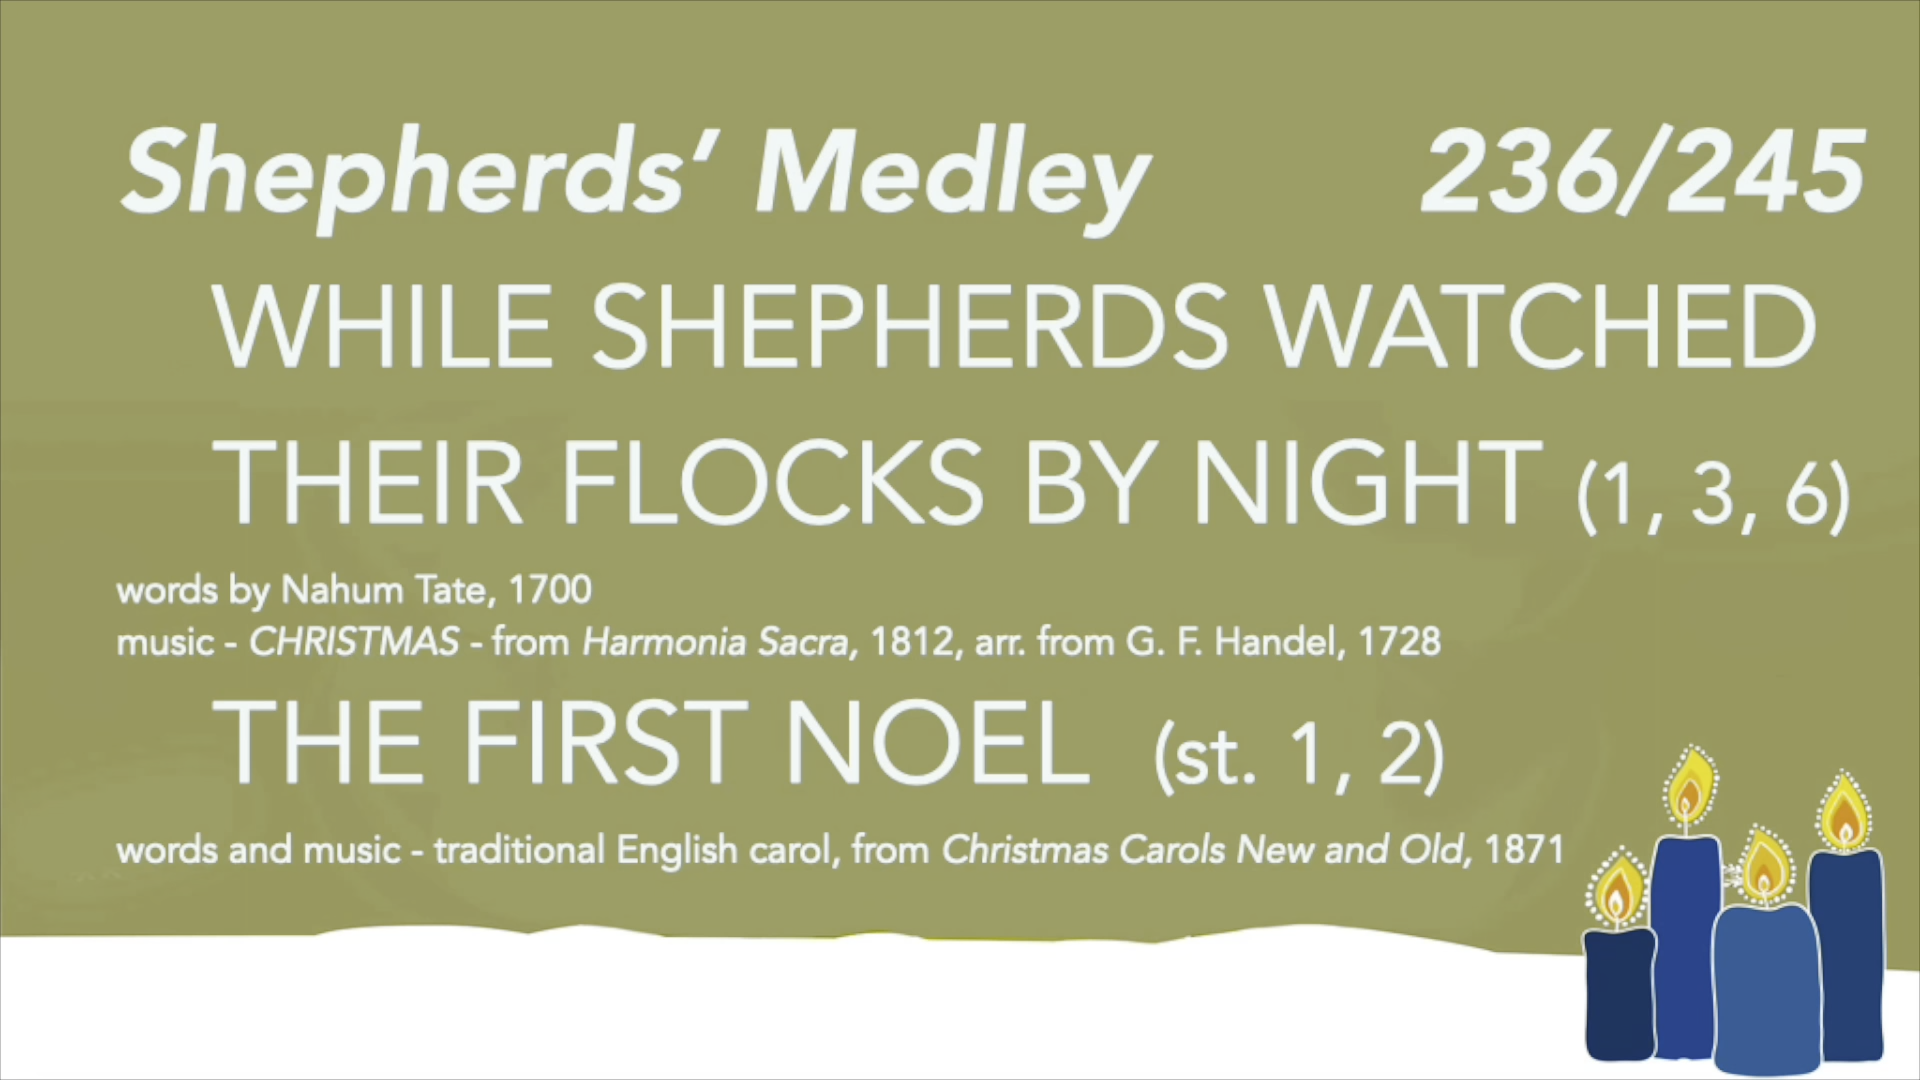 Shepherds’ Medley 236/245
WHILE SHEPHERDS WATCHED
THEIR FLOCKS BY NIGHT (1, 3, 6)
words by Nahum Tate, 1700
music - CHRISTMAS - from Harmonia Sacra, 1812, arr. from G. F. Handel, 1728
THE FIRST NOEL (st. 1, 2)
words and music - traditional English carol, from Christmas Carols New and Old, 1871